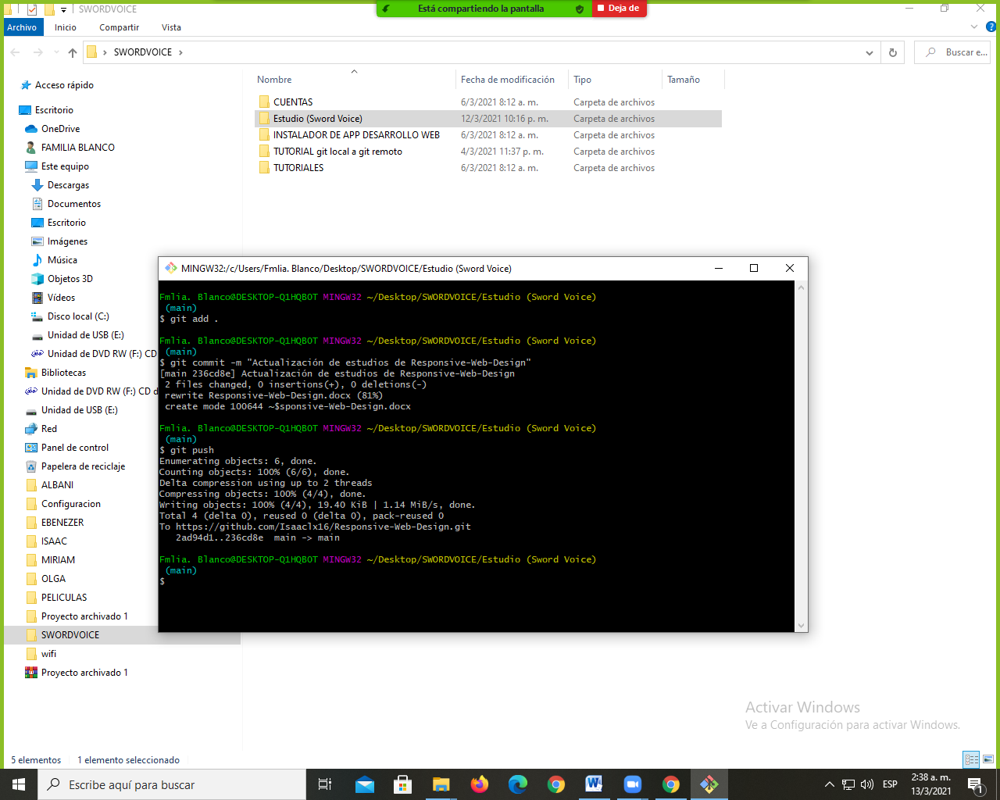 SWORDVOICE
Está compartiendo la pantalla
Deja de
Archivo
Inicio
Compartir
Vista
SWORDVOICE
Buscar e...
Nombre
Fecha de modificación
Tipo
Tamaño
CUENTAS 6/3/2021 8:12 a. m. Carpeta de archivos
Estudio (Sword Voice) 12/3/2021 10:16 p. m. Carpeta de archivos
INSTALADOR DE APP DESARROLLO WEB 6/3/2021 8:12 a. m. Carpeta de archivos
TUTORIAL git local a git remoto 4/3/2021 11:37 p. m. Carpeta de archivos
TUTORIALES 6/3/2021 8:12 a. m. Carpeta de archivos
Acceso rápido
Escritorio
OneDrive
FAMILIA BLANCO
Este equipo
Descargas
Documentos
Escritorio
Imágenes
Música
Objetos 3D
Vídeos
Disco local (C:)
Unidad de USB (E:)
Unidad de DVD RW (F:) CD
Bibliotecas
Unidad de DVD RW (F:) CD d
Unidad de USB (E:)
Red
Panel de control
Papelera de reciclaje
ALBANI
Configuracion
EBENEZER
ISAAC
MIRIAM
OLGA
PELICULAS
Proyecto archivado 1
SWORDVOICE
wifi
Proyecto archivado 1
MINGW32:/c/Users/Fmlia. Blanco/Desktop/SWORDVOICE/Estudio (Sword Voice)
Fmlia. Blanco@DESKTOP-Q1HQBOT MINGW32 ~/Desktop/SWORDVOICE/Estudio (Sword Voice)
(main)
$ git add .
Fmlia. Blanco@DESKTOP-Q1HQBOT MINGW32 ~/Desktop/SWORDVOICE/Estudio (Sword Voice)
(main)
$ git commit -m "Actualización de estudios de Responsive-Web-Design"
[main 236cd8e] Actualización de estudios de Responsive-Web-Design
2 files changed, 0 insertions(+), 0 deletions(-)
rewrite Responsive-Web-Design.docx (81%)
create mode 100644 ~$sponsive-Web-Design.docx
Fmlia. Blanco@DESKTOP-Q1HQBOT MINGW32 ~/Desktop/SWORDVOICE/Estudio (Sword Voice)
(main)
$ git push
Enumerating objects: 6, done.
Counting objects: 100% (6/6), done.
Delta compression using up to 2 threads
Compressing objects: 100% (4/4), done.
Writing objects: 100% (4/4), 19.40 KiB | 1.14 MiB/s, done.
Total 4 (delta 0), reused 0 (delta 0), pack-reused 0
To https://github.com/Isaaclx16/Responsive-Web-Design.git
2ad94d1..236cd8e main -> main
Fmlia. Blanco@DESKTOP-Q1HQBOT MINGW32 ~/Desktop/SWORDVOICE/Estudio (Sword Voice)
(main)
$
Activar Windows
Ve a Configuración para activar Windows.
5 elementos
1 elemento seleccionado
Escribe aquí para buscar
ESP
2:38 a. m.
13/3/2021
1